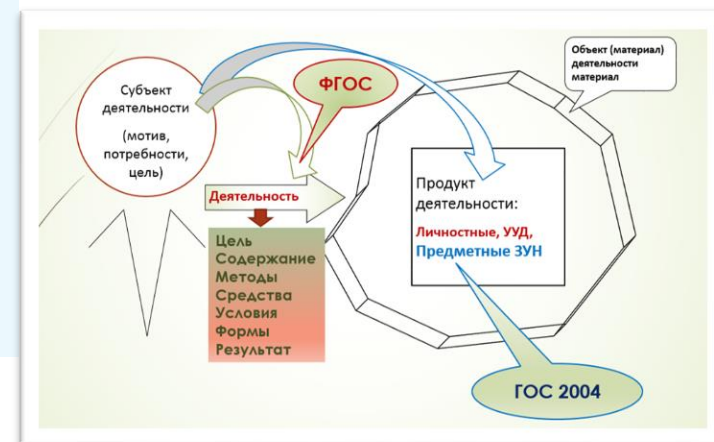 Субъект
деятельности
(мотив,
потребности,
цель)
ФГОС
Объект (материал)
деятельности
материал
Деятельность
Цель
Содержание
Методы
Средства
Условия
Формы
Результат
Продукт
деятельности:
Личностные, УУД,
Предметные ЗУН
ГОС 2004